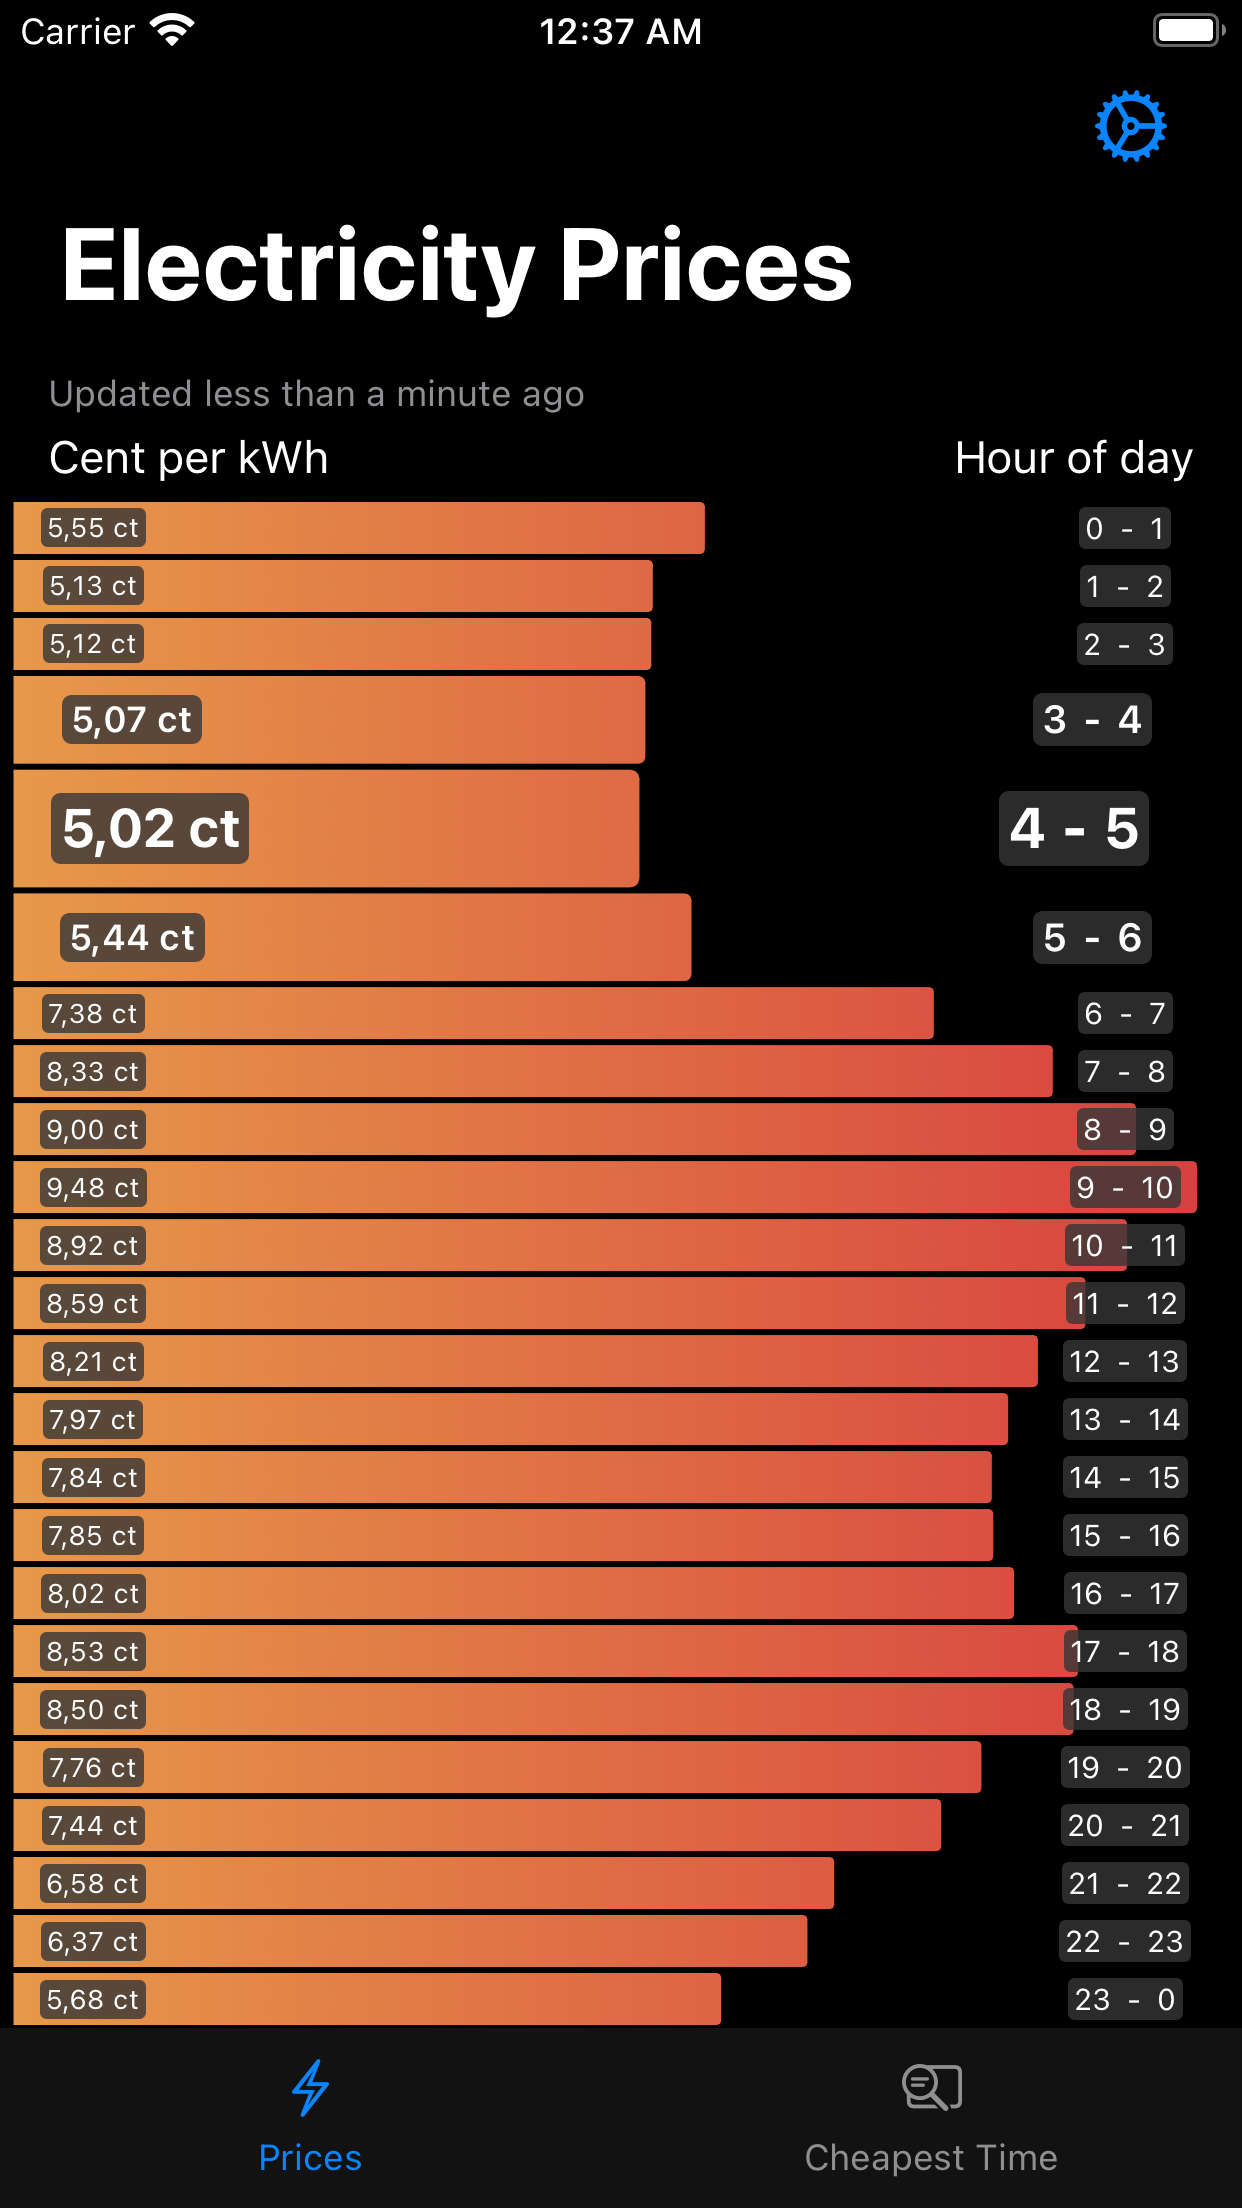 Carrier 12:37 AM
Electricity Prices
Updated less than a minute ago
Cent per kWh Hour of day
5,55 ct 0 - 1
5,13 ct 1 - 2
5,12 ct 2 - 3
5,07 ct 3 - 4
5,02 ct 4 - 5
5,44 ct 5 - 6
7,38 ct 6 - 7
8,33 ct 7 - 8
9,00 ct 8 - 9
9,48 ct 9 - 10
8,92 ct 10 - 11
8,59 ct 11 - 12
8,21 ct 12 - 13
7,97 ct 13 - 14
7,84 ct 14 - 15
7,85 ct 15 - 16
8,02 ct 16 - 17
8,53 ct 17 - 18
8,50 ct 18 - 19
7,76 ct 19 - 20
7,44 ct 20 - 21
6,58 ct 21 - 22
6,37 ct 22 - 23
5,68 ct 23 - 0
Prices Cheapest Time